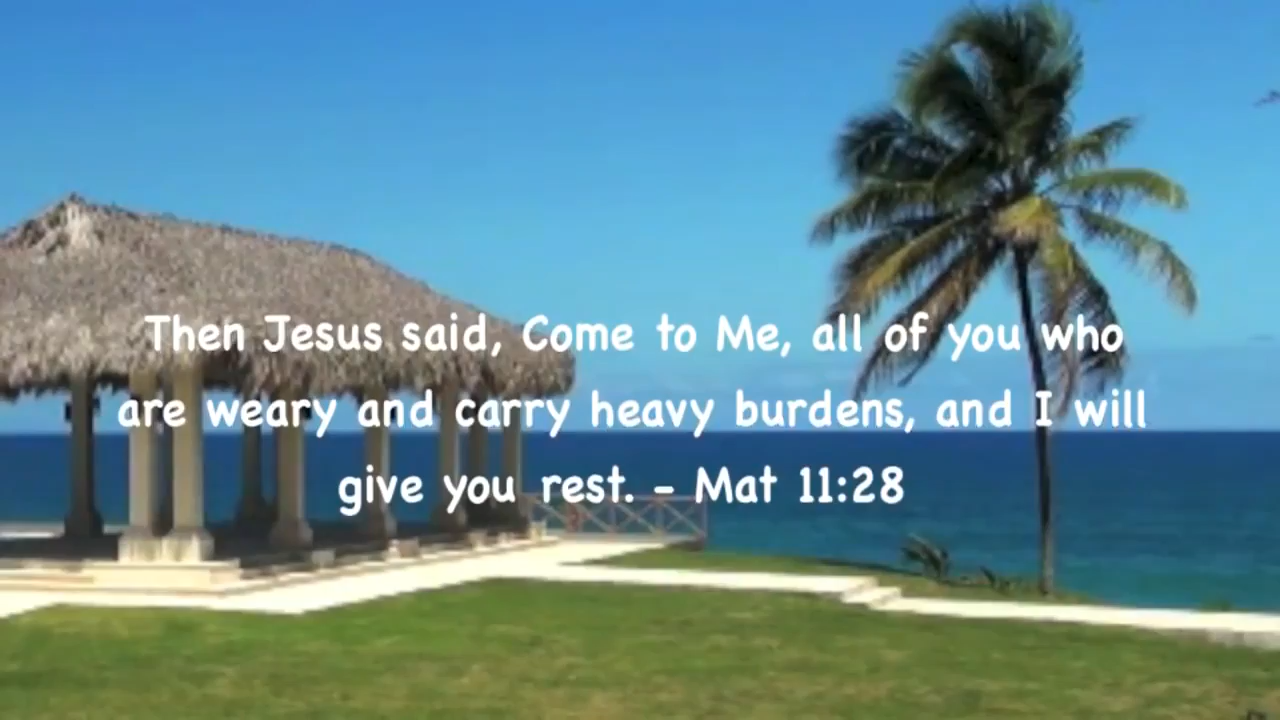 Then Jesus said, Come to Me, all of you who
are weary and carry heavy burdens, and I will
give you rest. - Mat 11:28